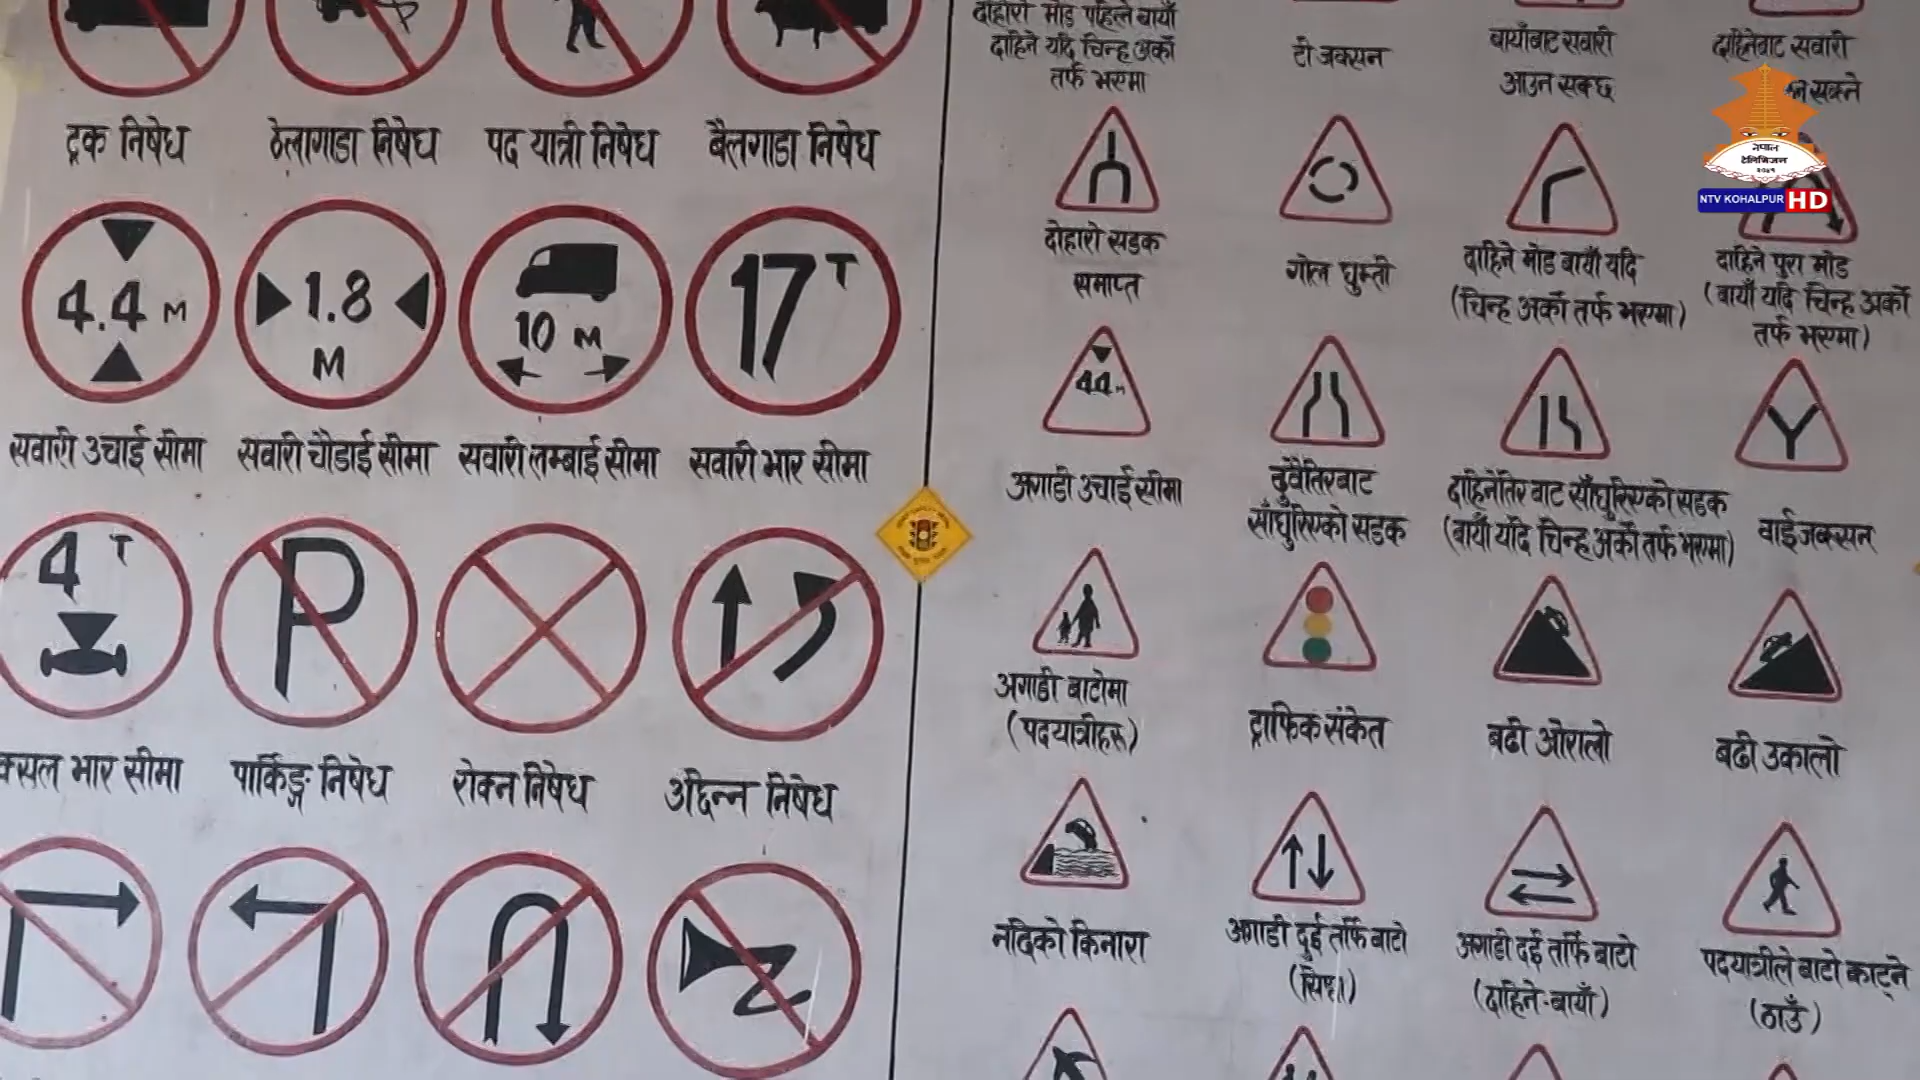 दोहोरो मोड पहिले बायाँ
दाहिने यदि चिन्ह अर्को
तर्फ भएमा
टी जक्सन
बायाँबाट सवारी
आउन सक्छ
दाहिनेबाट सवारी
सक्ने
ट्रक निषेध
ठेलागाडा निषेध
पद यात्री निषेध
बैलगाडा निषेध
नेपाल
टेलिभिजन
२०४१
NTV KOHALPUR HD
दोहोरो सडक
समाप्त
गोल घुम्ती
दाहिने मोड बायाँ यदि
(चिन्ह अर्को तर्फ भएमा)
दाहिने पुरा मोड
(बायाँ यदि चिन्ह अर्को
तर्फ भएमा)
4.4 M
1.8
M
10 M
17 T
सवारी उचाई सीमा
सवारी चौडाई सीमा
सवारी लम्बाई सीमा
सवारी भार सीमा
4.4 M
अगाडी उचाई सीमा
दुवैतिरबाट
साँघुरिएको सडक
दाहिनेतिर बाट साँघुरिएको सडक
(बायाँ यदि चिन्ह अर्को तर्फ भएमा)
वाई जक्सन
4 T
P
क्सल भार सीमा
पार्किङ्ग निषेध
रोक्न निषेध
उछिन्न निषेध
अगाडी बाटोमा
(पदयात्रीहरू)
ट्राफिक संकेत
बढी ओरालो
बढी उकालो
नदिको किनारा
अगाडी दुई तर्फि बाटो
(सिधा)
अगाडी दुई तर्फि बाटो
(दाहिने-बायाँ)
पदयात्रीले बाटो काट्ने
(ठाउँ)